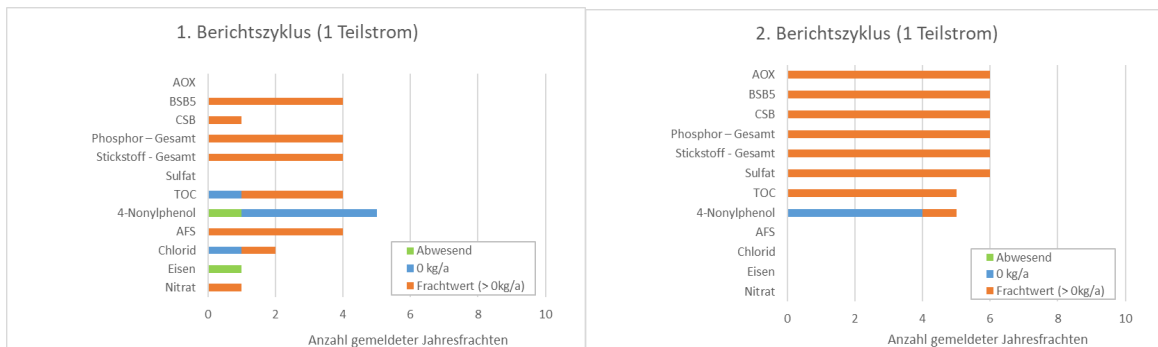 1. Berichtszyklus (1 Teilstrom)
AOX
BSB5
CSB
Phosphor – Gesamt
Stickstoff - Gesamt
Sulfat
TOC
4-Nonylphenol
AFS
Chlorid
Eisen
Nitrat
Abwesend
0 kg/a
Frachtwert (> 0kg/a)
0 2 4 6 8 10
Anzahl gemeldeter Jahresfrachten
2. Berichtszyklus (1 Teilstrom)
AOX
BSB5
CSB
Phosphor – Gesamt
Stickstoff - Gesamt
Sulfat
TOC
4-Nonylphenol
AFS
Chlorid
Eisen
Nitrat
Abwesend
0 kg/a
Frachtwert (> 0kg/a)
0 2 4 6 8 10
Anzahl gemeldeter Jahresfrachten